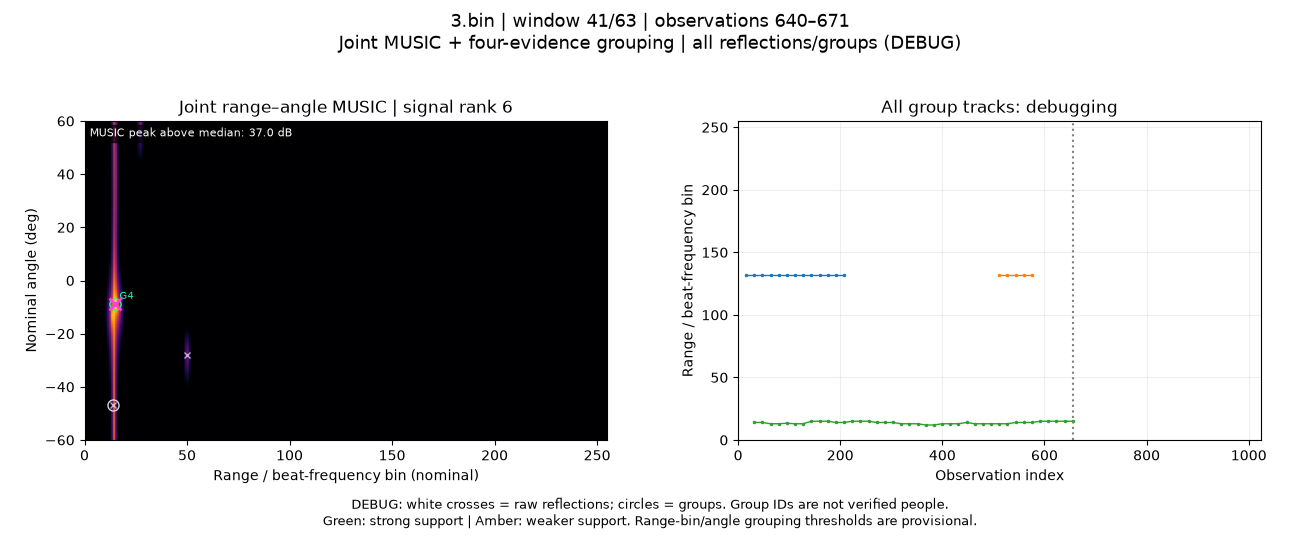 3.bin | window 41/63 | observations 640–671
Joint MUSIC + four-evidence grouping | all reflections/groups (DEBUG)
Joint range–angle MUSIC | signal rank 6
MUSIC peak above median: 37.0 dB
Nominal angle (deg)
60
40
20
0
−20
−40
−60
G4
0
50
100
150
200
250
Range / beat-frequency bin (nominal)
All group tracks: debugging
Range / beat-frequency bin
250
200
150
100
50
0
0
200
400
600
800
1000
Observation index
DEBUG: white crosses = raw reflections; circles = groups. Group IDs are not verified people.
Green: strong support | Amber: weaker support. Range-bin/angle grouping thresholds are provisional.